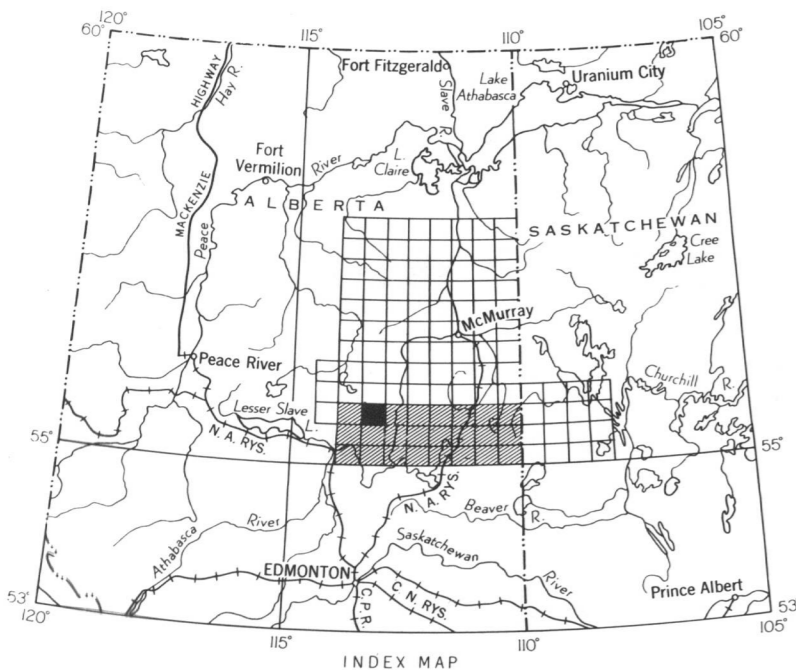 120°
115°
110°
105°
60°
60°
HIGHWAY
Hay R.
Fort Fitzgerald
Slave R.
Lake
Athabasca
Uranium City
Fort
Vermilion
River
L.
Claire
ALBERTA
MACKENZIE
Peace
SASKATCHEWAN
Cree
Lake
McMurray
Peace River
Churchill
R.
Lesser Slave
L.
N. A. RYS.
55°
55°
N. A. RYS.
Beaver
R.
Athabasca
River
Saskatchewan
River
EDMONTON
C. N. RYS.
C. P. R.
Prince Albert
53°
53
120°
115°
110°
105°
INDEX MAP